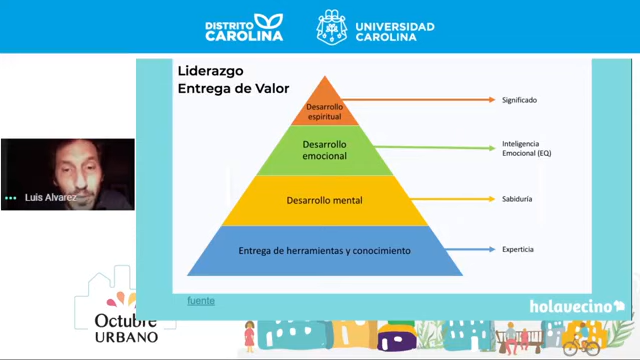 DISTRITO
CAROLINA
UNIVERSIDAD
CAROLINA
Liderazgo
Entrega de Valor
Desarrollo
espiritual
Significado
Desarrollo
emocional
Inteligencia
Emocional (EQ)
Desarrollo mental
Sabiduría
Entrega de herramientas y conocimiento
Experticia
Luis Alvarez
fuente
holavecino
Octubre
URBANO